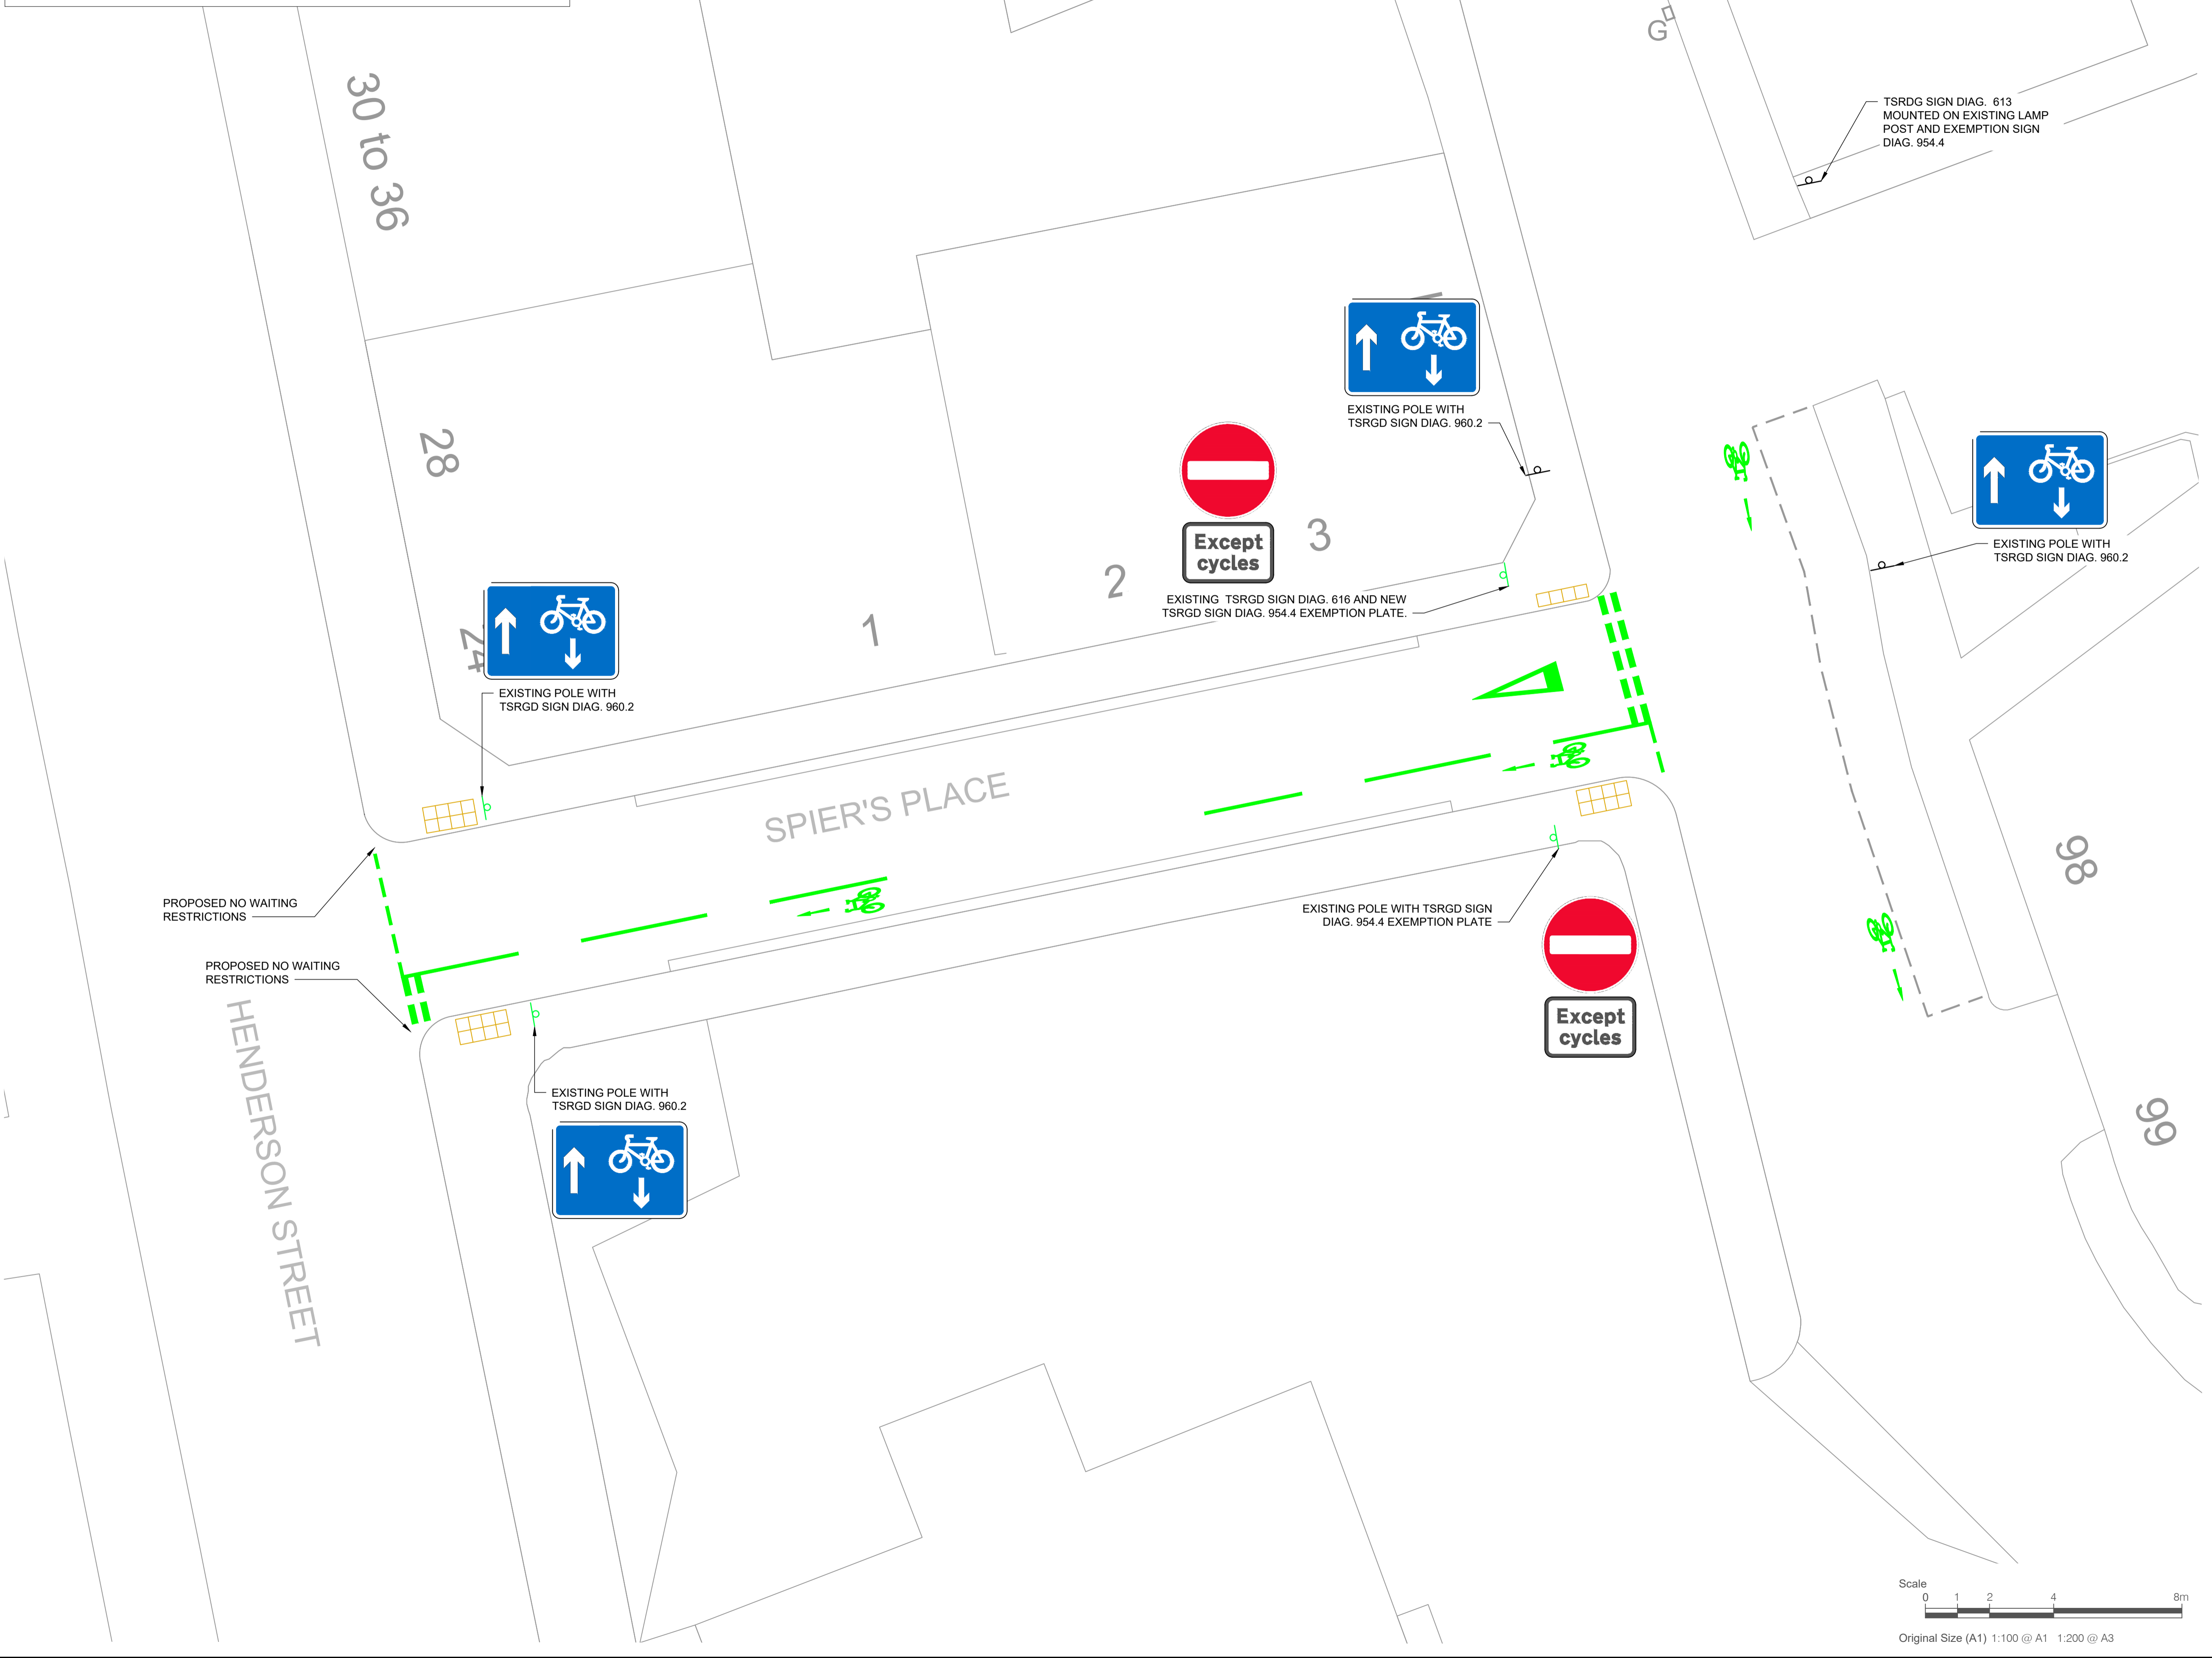 G
TSRDG SIGN DIAG. 613
MOUNTED ON EXISTING LAMP
POST AND EXEMPTION SIGN
DIAG. 954.4
30 to 36
EXISTING POLE WITH
TSRGD SIGN DIAG. 960.2
28
EXISTING POLE WITH
TSRGD SIGN DIAG. 960.2
Except
cycles
3
2
EXISTING TSRGD SIGN DIAG. 616 AND NEW
TSRGD SIGN DIAG. 954.4 EXEMPTION PLATE.
1
24
EXISTING POLE WITH
TSRGD SIGN DIAG. 960.2
SPIER'S PLACE
98
PROPOSED NO WAITING
RESTRICTIONS
EXISTING POLE WITH TSRGD SIGN
DIAG. 954.4 EXEMPTION PLATE
PROPOSED NO WAITING
RESTRICTIONS
Except
cycles
HENDERSON STREET
EXISTING POLE WITH
TSRGD SIGN DIAG. 960.2
99
Scale
0 1 2 4 8m
Original Size (A1) 1:100 @ A1 1:200 @ A3